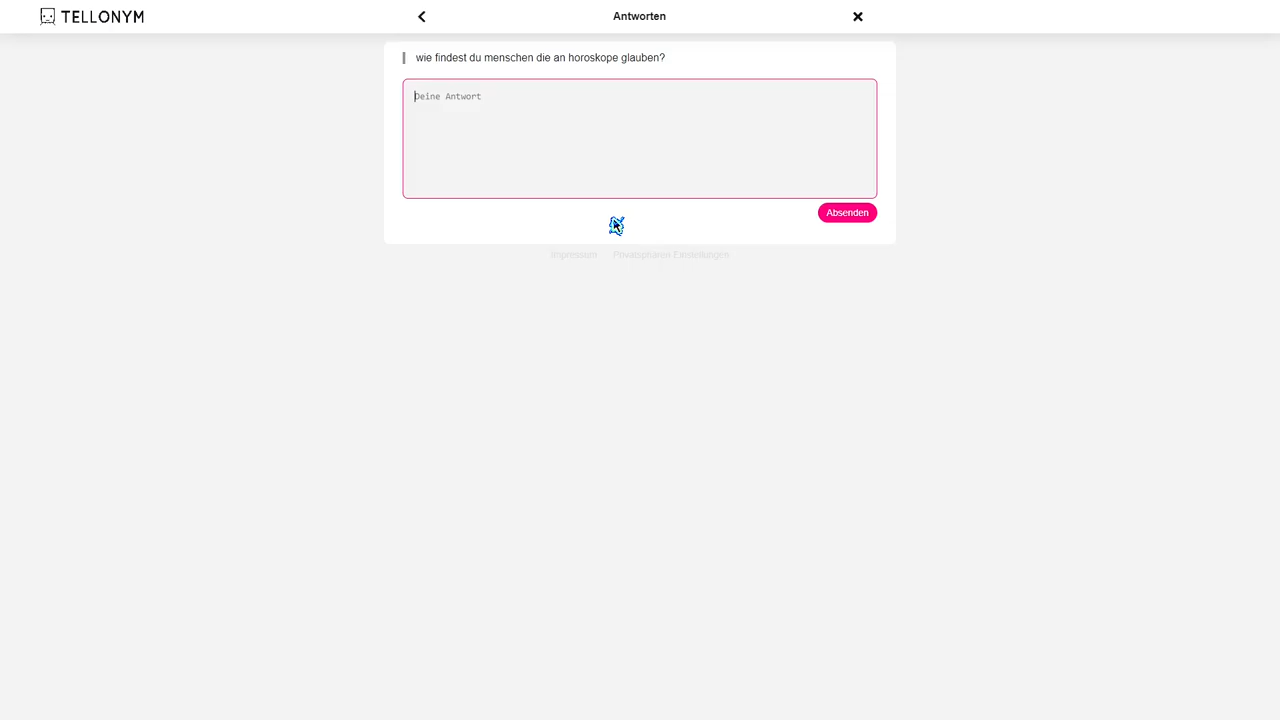 TELLONYM
Antworten
wie findest du menschen die an horoskope glauben?
Deine Antwort
Absenden
Impressum Privatsphären Einstellungen